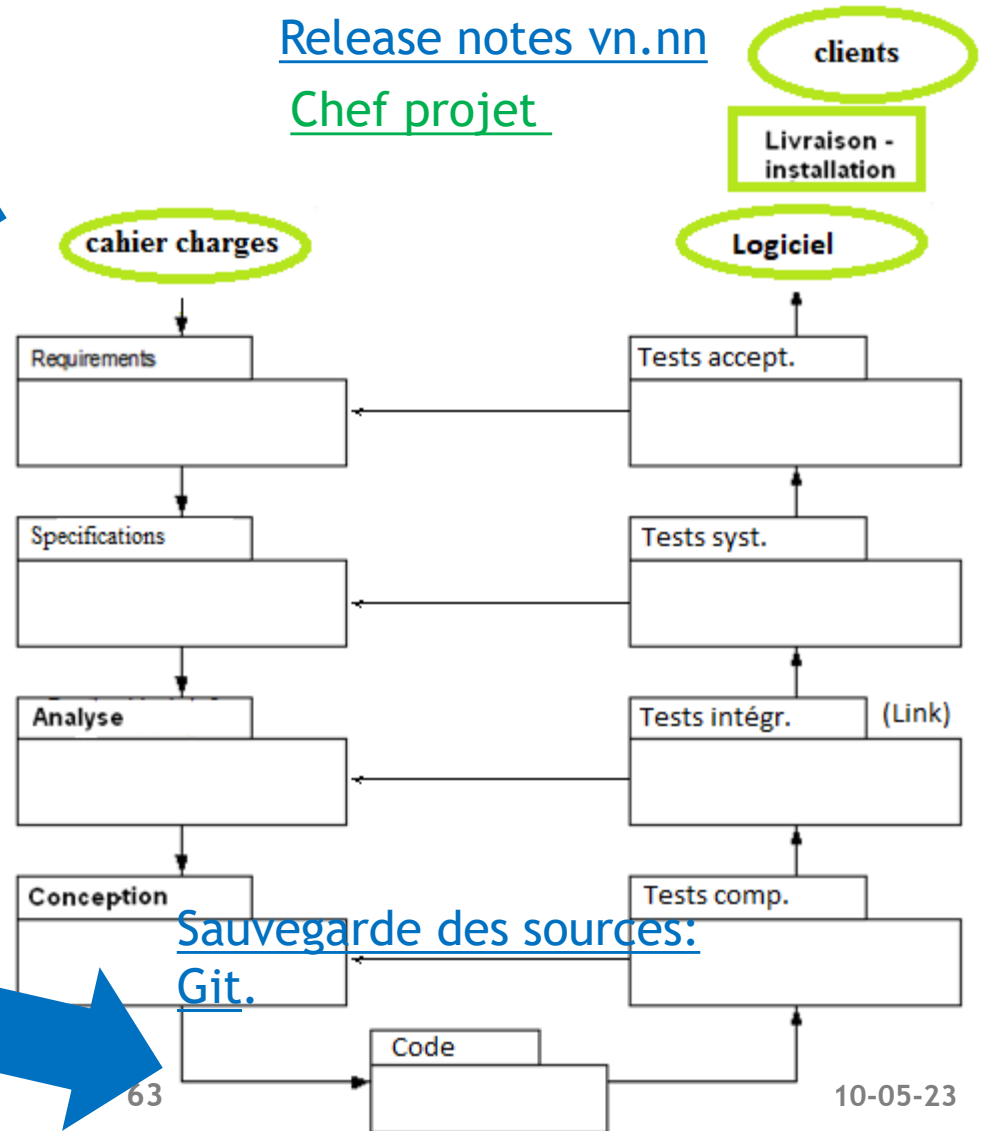 Release notes vn.nn
clients
Chef projet
Livraison -
installation
cahier charges
Logiciel
Requirements
Tests accept.
Specifications
Tests syst.
Analyse
Tests intégr.
(Link)
Conception
Tests comp.
Sauvegarde des sources:
Git.
Code
63
10-05-23